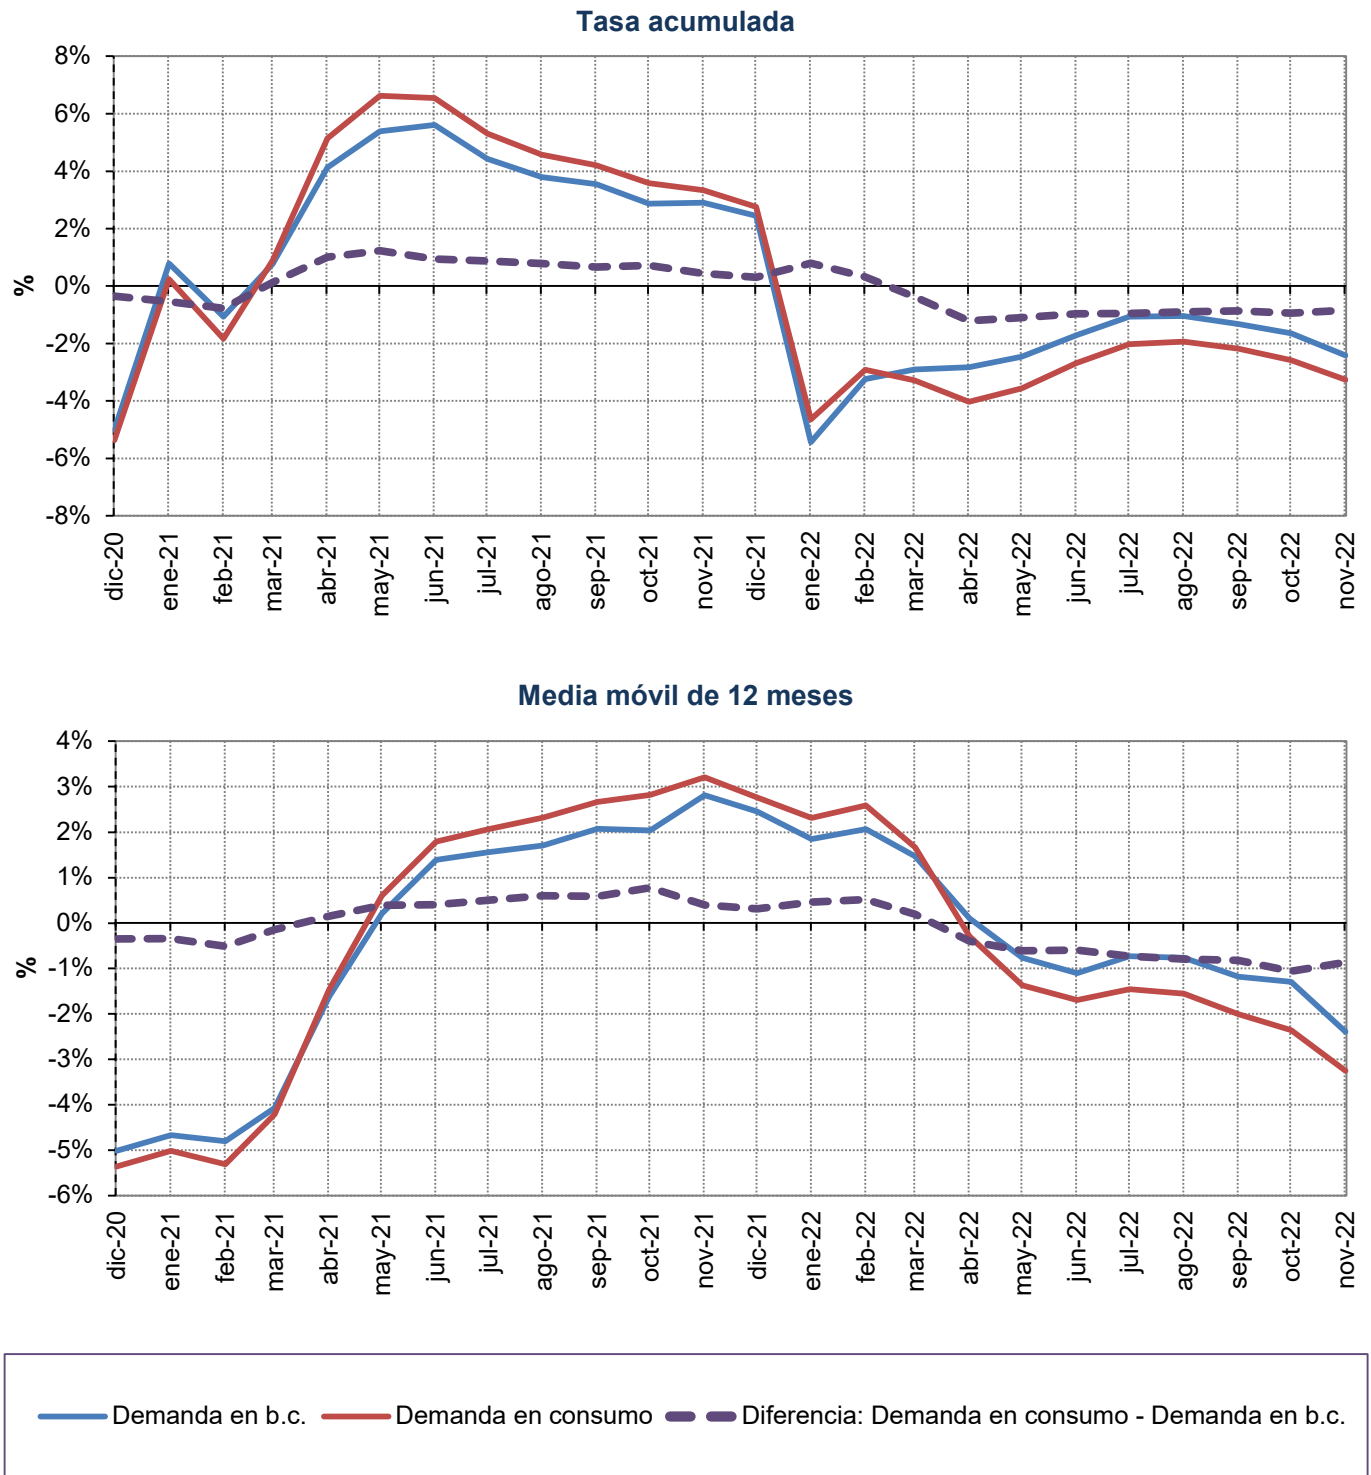 Tasa acumulada
8%
6%
4%
2%
0%
-2%
-4%
-6%
-8%
%
dic-20
ene-21
feb-21
mar-21
abr-21
may-21
jun-21
jul-21
ago-21
sep-21
oct-21
nov-21
dic-21
ene-22
feb-22
mar-22
abr-22
may-22
jun-22
jul-22
ago-22
sep-22
oct-22
nov-22
Media móvil de 12 meses
4%
3%
2%
1%
0%
-1%
-2%
-3%
-4%
-5%
-6%
%
dic-20
ene-21
feb-21
mar-21
abr-21
may-21
jun-21
jul-21
ago-21
sep-21
oct-21
nov-21
dic-21
ene-22
feb-22
mar-22
abr-22
may-22
jun-22
jul-22
ago-22
sep-22
oct-22
nov-22
Demanda en b.c. Demanda en consumo Diferencia: Demanda en consumo - Demanda en b.c.